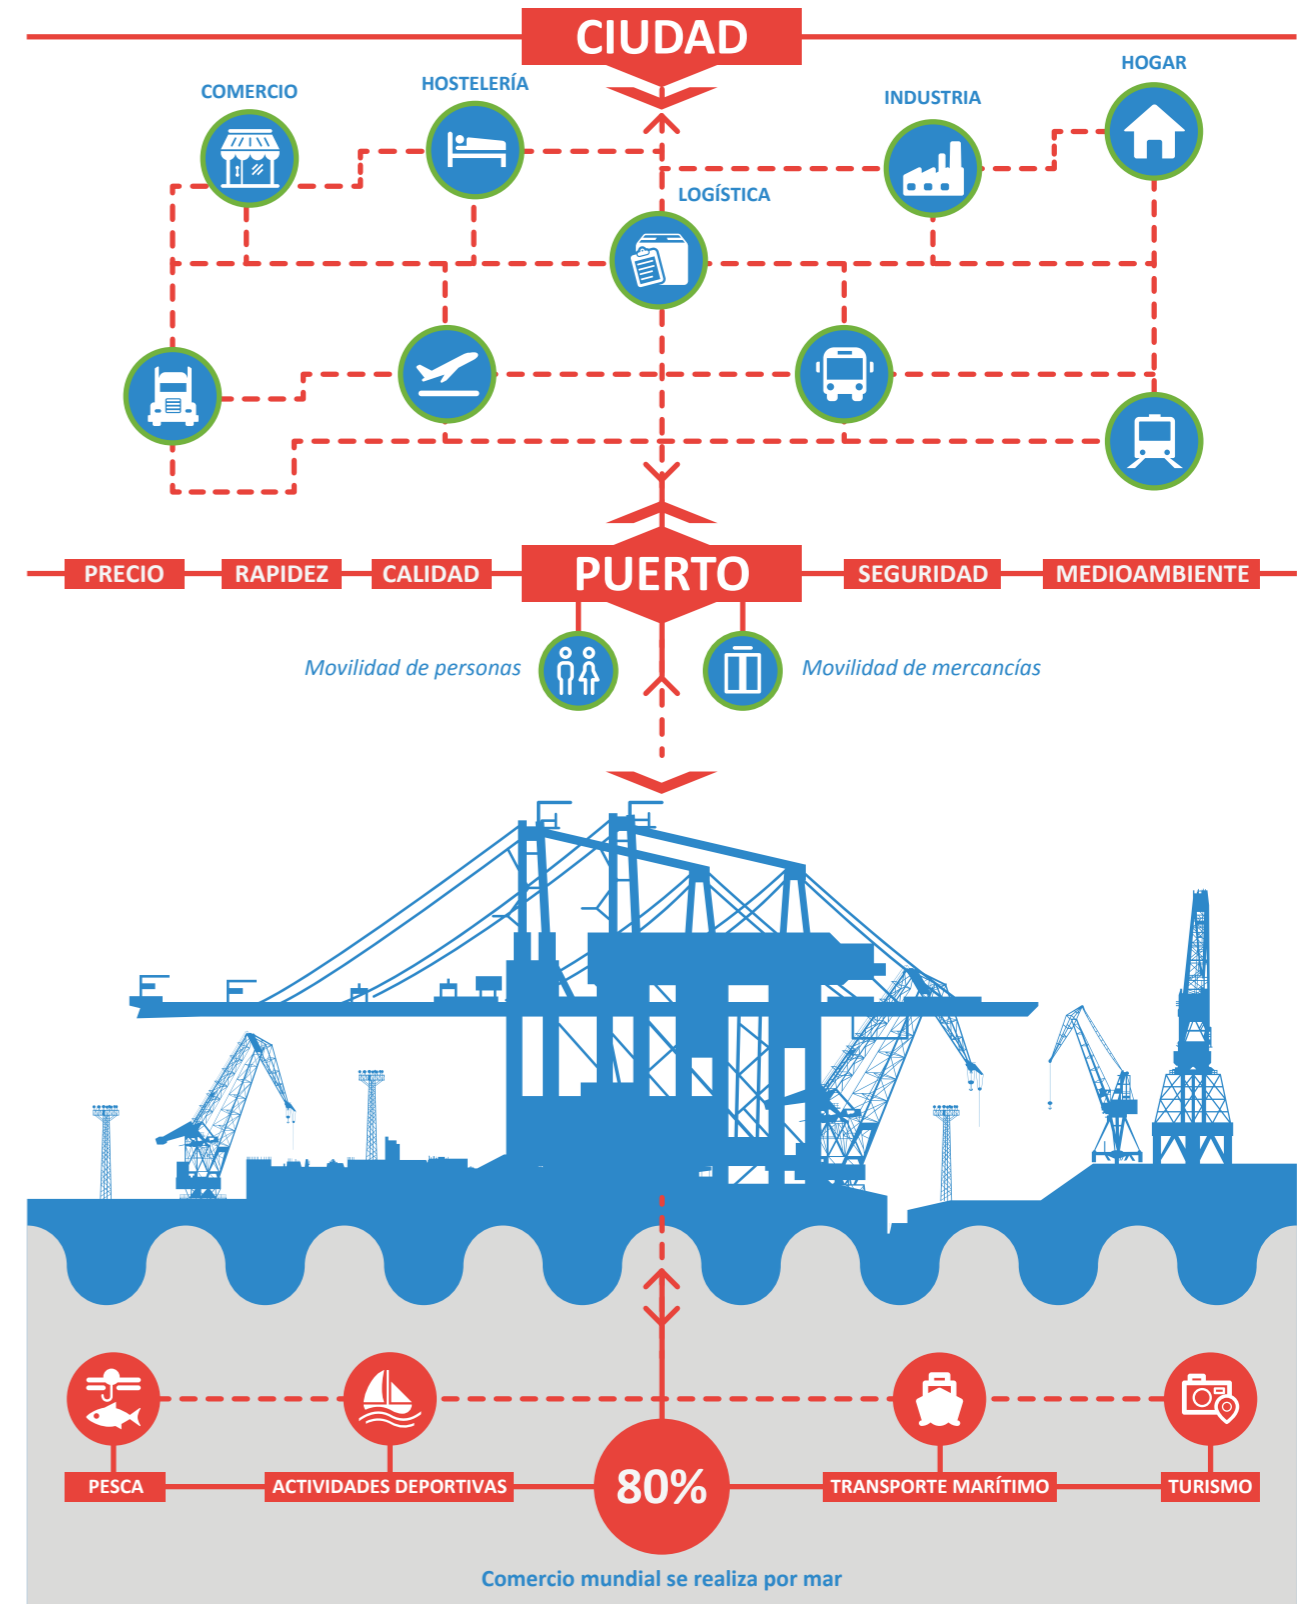 CIUDAD
COMERCIO
HOSTELERÍA
INDUSTRIA
HOGAR
LOGÍSTICA
PRECIO
RAPIDEZ
CALIDAD
PUERTO
SEGURIDAD
MEDIOAMBIENTE
Movilidad de personas
Movilidad de mercancías
PESCA
ACTIVIDADES DEPORTIVAS
80%
TRANSPORTE MARÍTIMO
TURISMO
Comercio mundial se realiza por mar